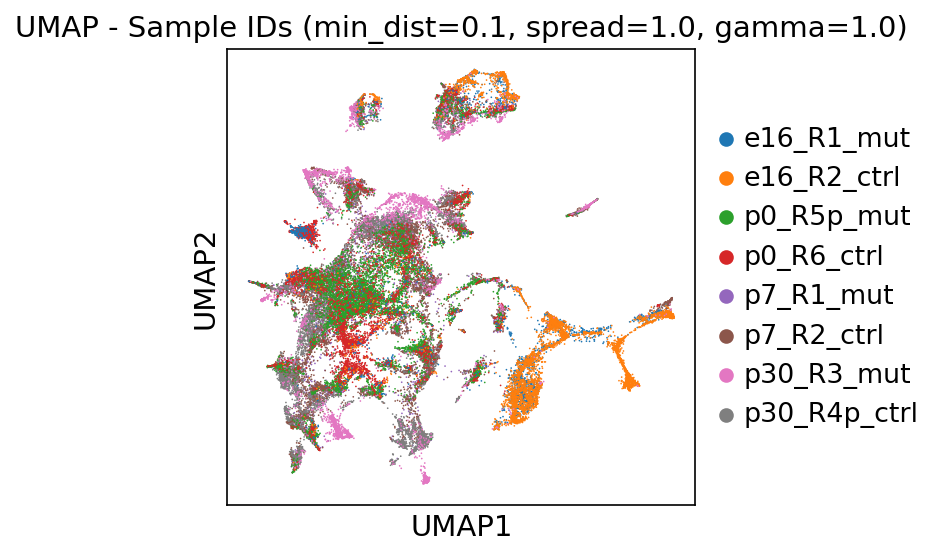 UMAP - Sample IDs (min_dist=0.1, spread=1.0, gamma=1.0)
UMAP2
e16_R1_mut
e16_R2_ctrl
p0_R5p_mut
p0_R6_ctrl
p7_R1_mut
p7_R2_ctrl
p30_R3_mut
p30_R4p_ctrl
UMAP1